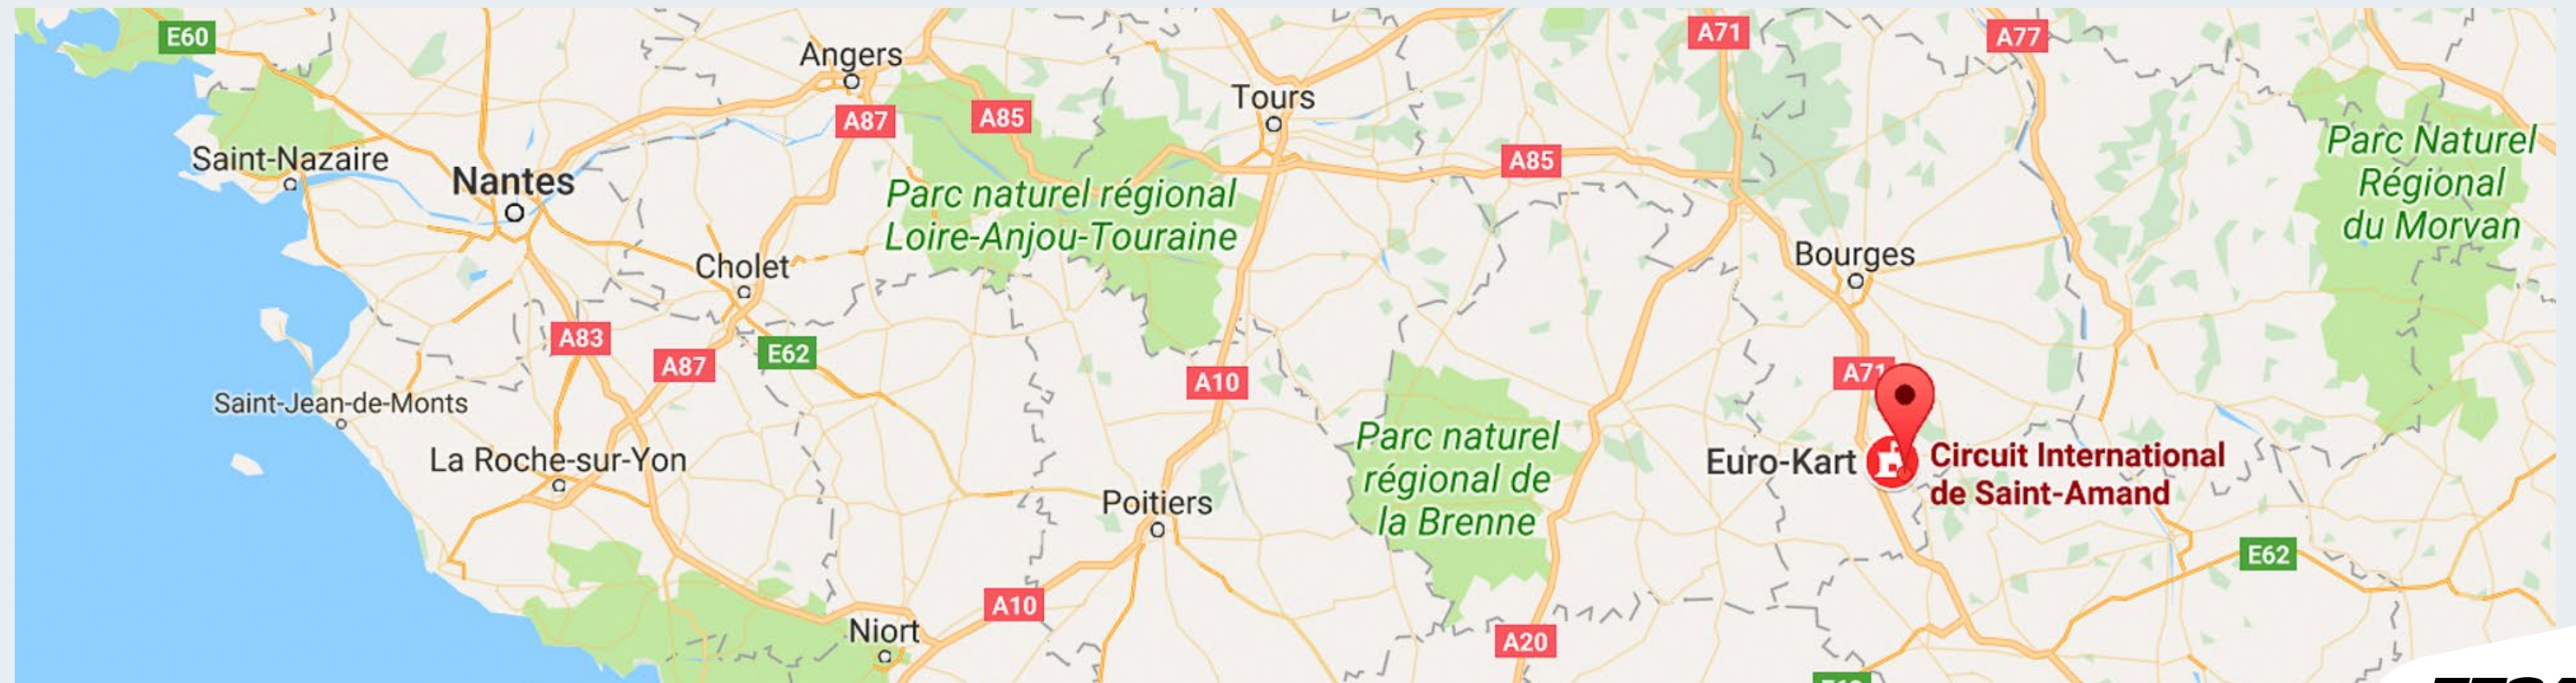 E60
A71
A77
Angers
A87
A85
Tours
A85
Saint-Nazaire
Nantes
Parc naturel régional
Loire-Anjou-Touraine
Parc Naturel
Régional
du Morvan
Cholet
Bourges
A83
A87
E62
A10
A71
Saint-Jean-de-Monts
La Roche-sur-Yon
Parc naturel
régional de
la Brenne
Euro-Kart
Circuit International
de Saint-Amand
Poitiers
E62
A10
Niort
A20